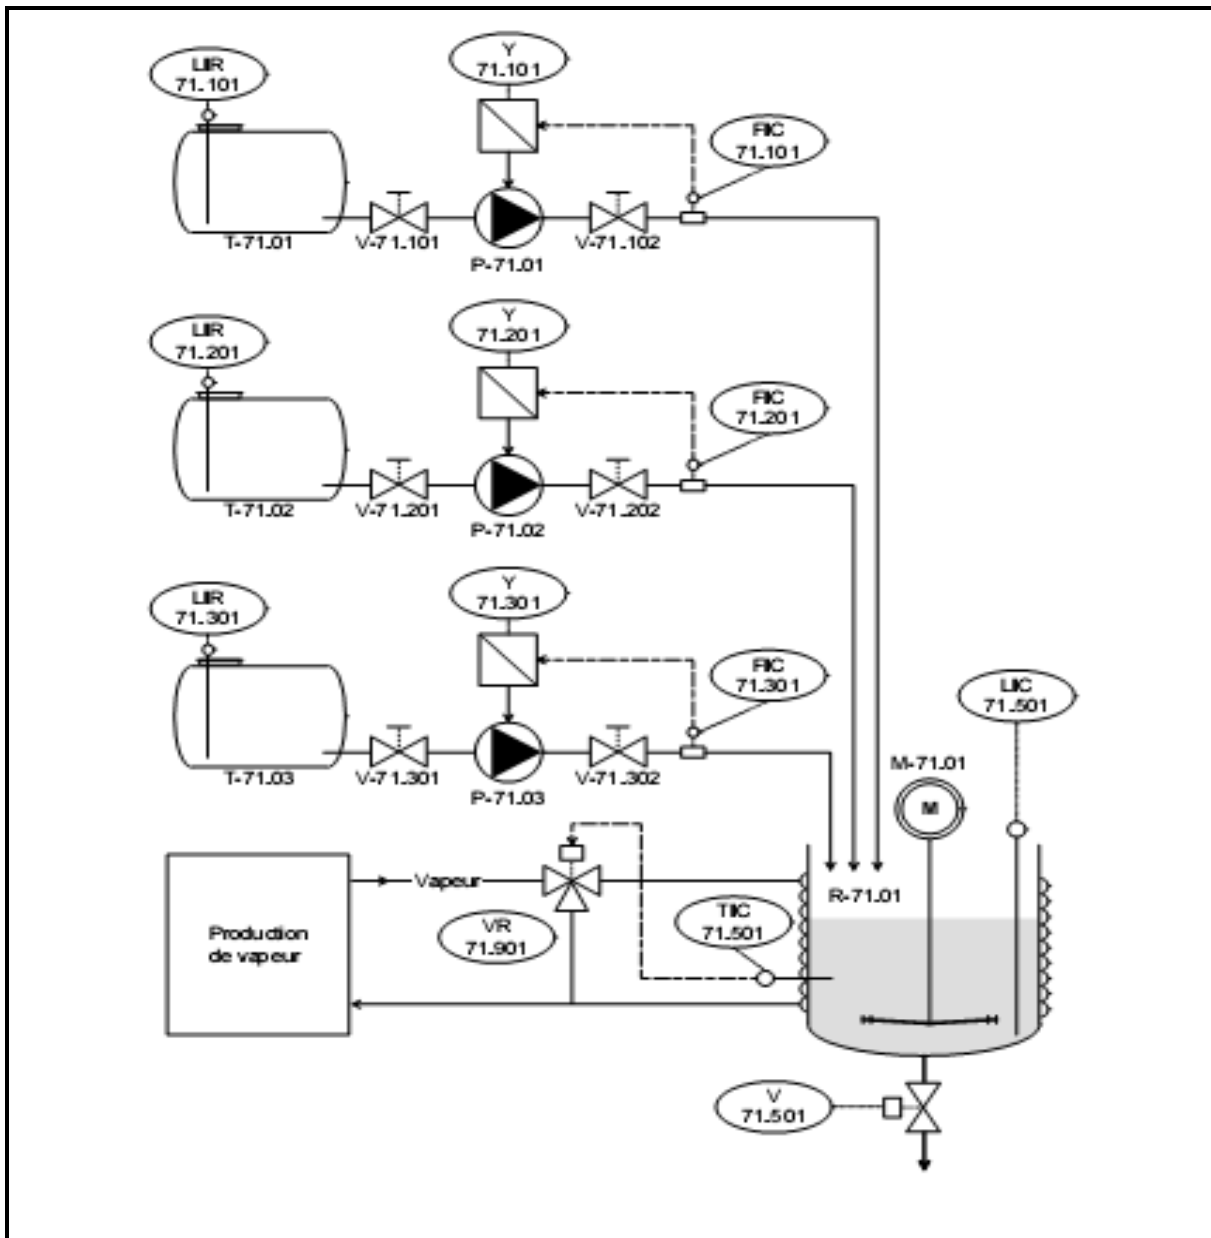 LIR
71.101
Y
71.101
FIC
71.101
T-71.01
V-71.101
P-71.01
V-71.102
LIR
71.201
Y
71.201
FIC
71.201
T-71.02
V-71.201
P-71.02
V-71.202
LIR
71.301
Y
71.301
FIC
71.301
T-71.03
V-71.301
P-71.03
V-71.302
LIC
71.501
M-71.01
M
Vapeur
R-71.01
Production
de vapeur
VR
71.901
TIC
71.501
V
71.501